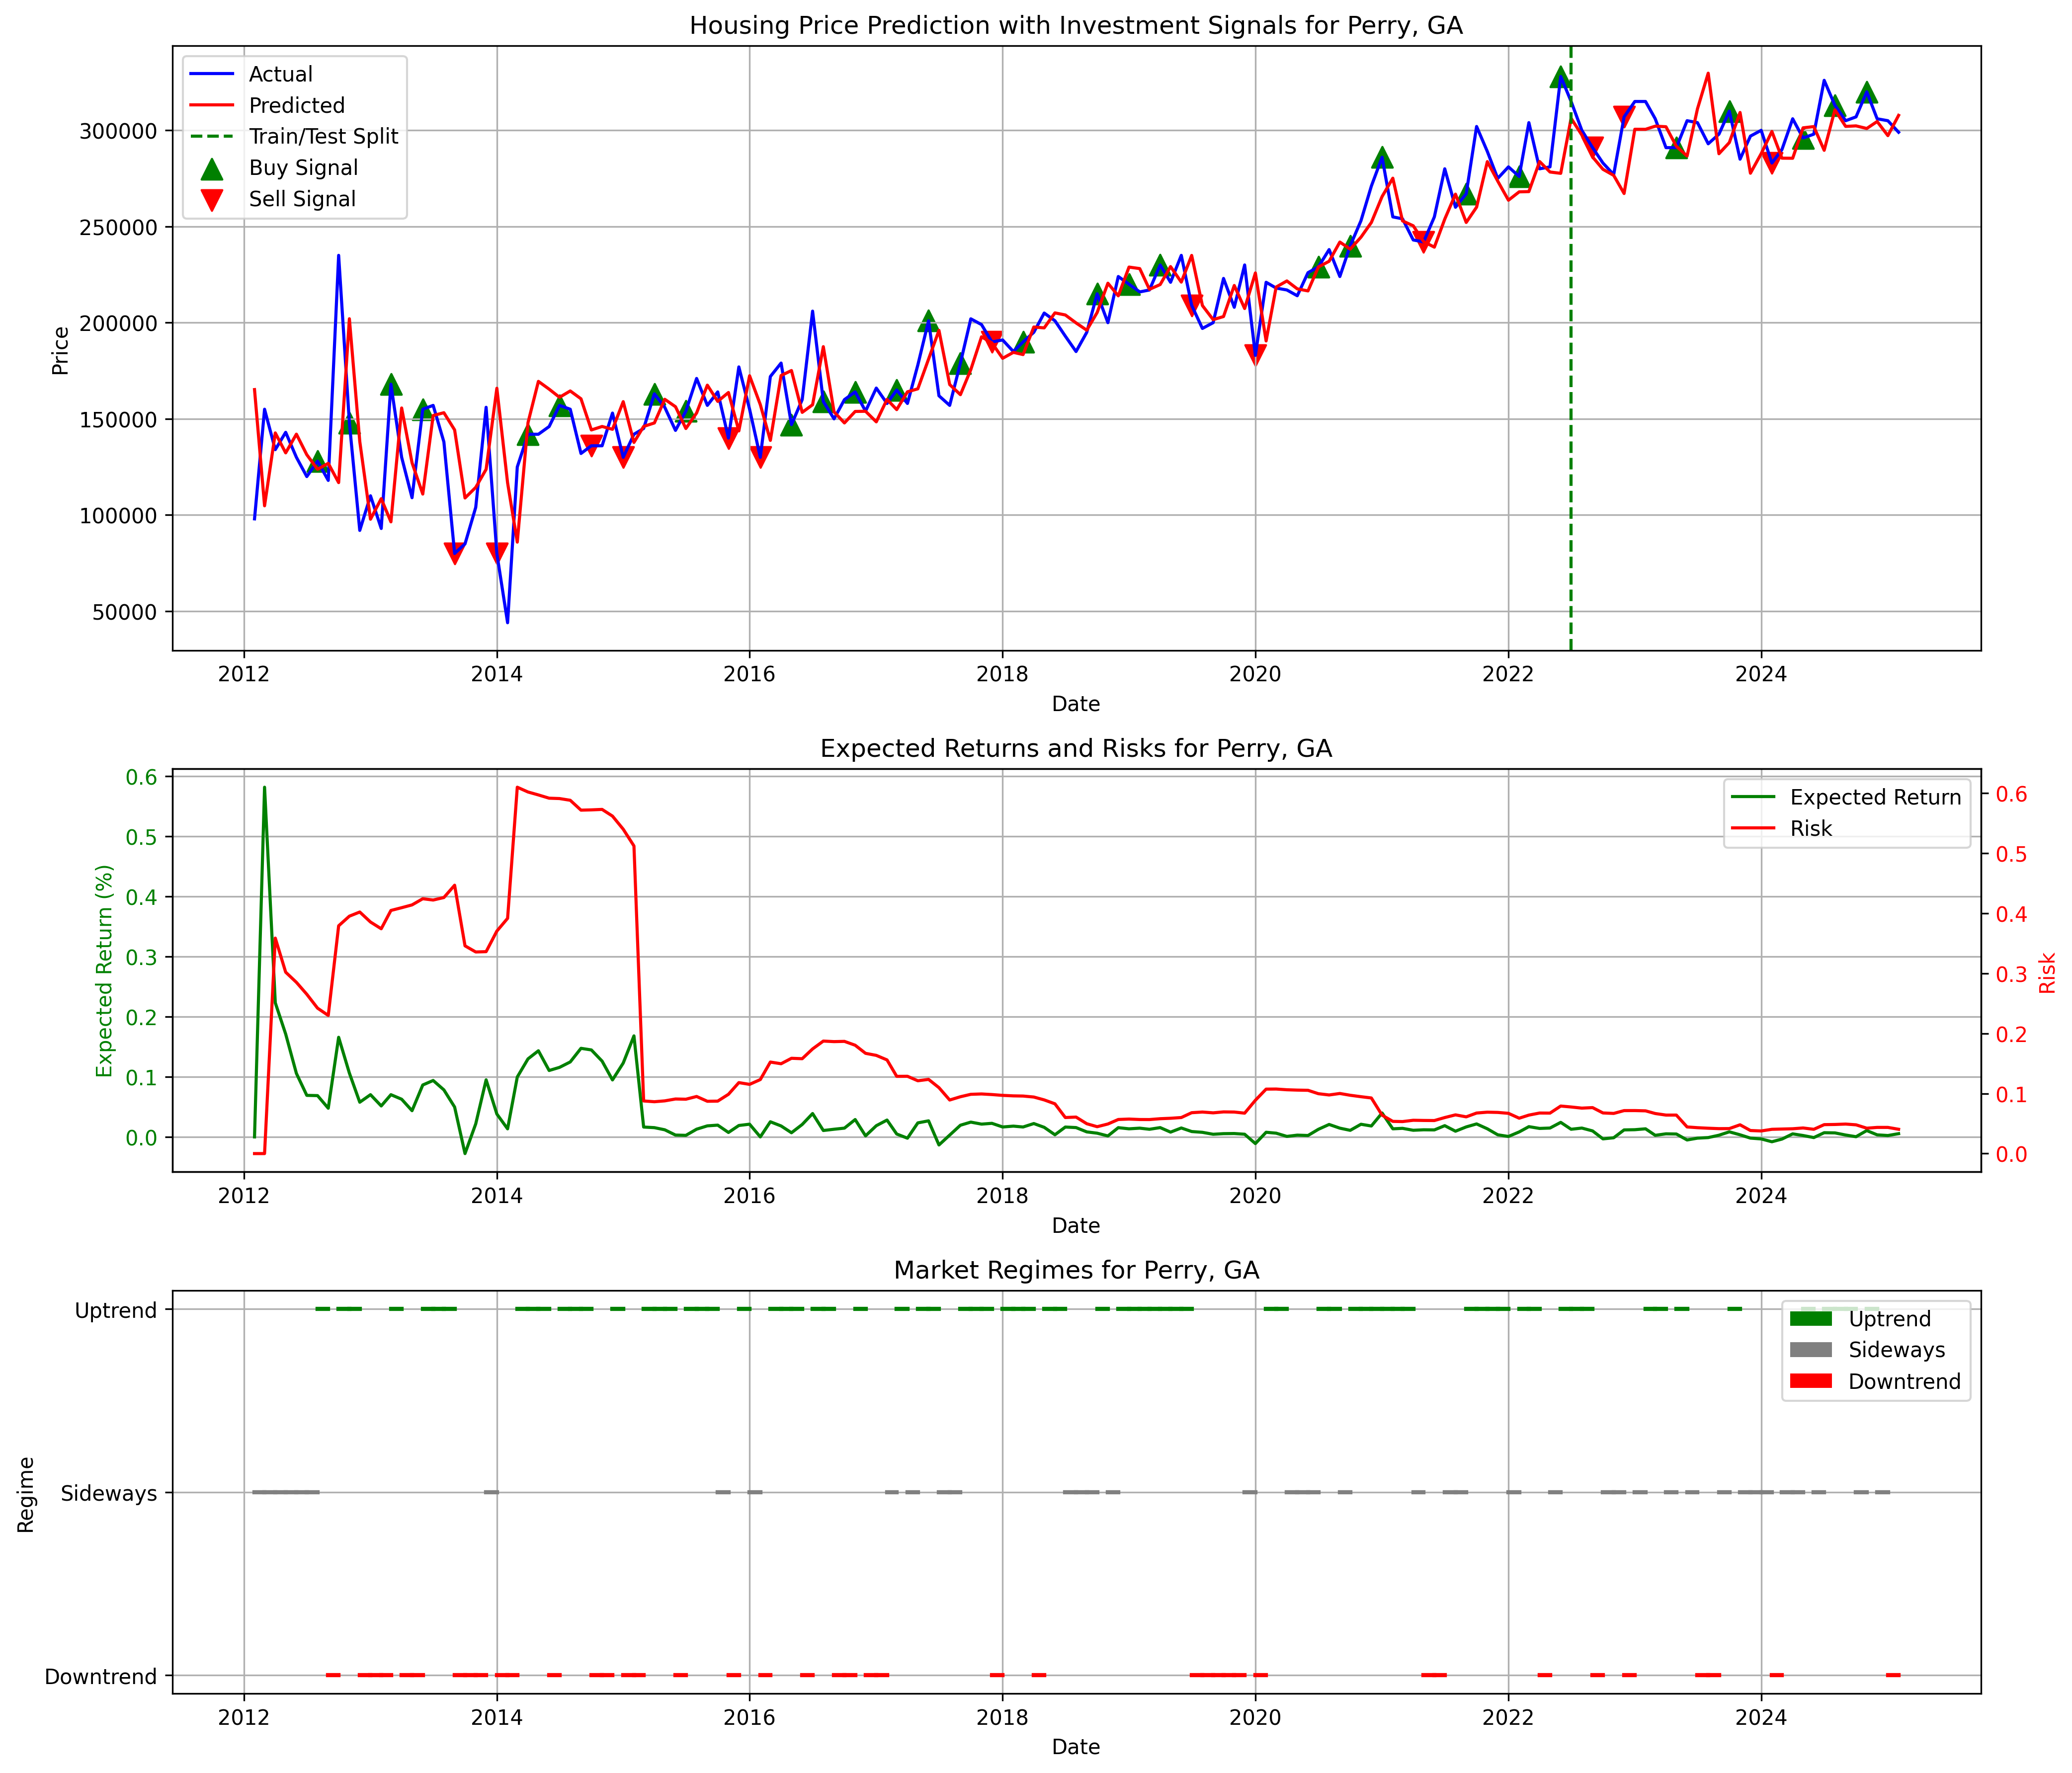 Housing Price Prediction with Investment Signals for Perry, GA
Actual
Predicted
Train/Test Split
Buy Signal
Sell Signal
300000
250000
200000
150000
100000
50000
Price
2012 2014 2016 2018 2020 2022 2024
Date
Expected Returns and Risks for Perry, GA
0.6
0.5
0.4
0.3
0.2
0.1
0.0
Expected Return (%)
Expected Return
Risk
0.6
0.5
0.4
0.3
0.2
0.1
0.0
Risk
2012 2014 2016 2018 2020 2022 2024
Date
Market Regimes for Perry, GA
Uptrend
Sideways
Downtrend
Regime
Uptrend
Sideways
Downtrend
2012 2014 2016 2018 2020 2022 2024
Date